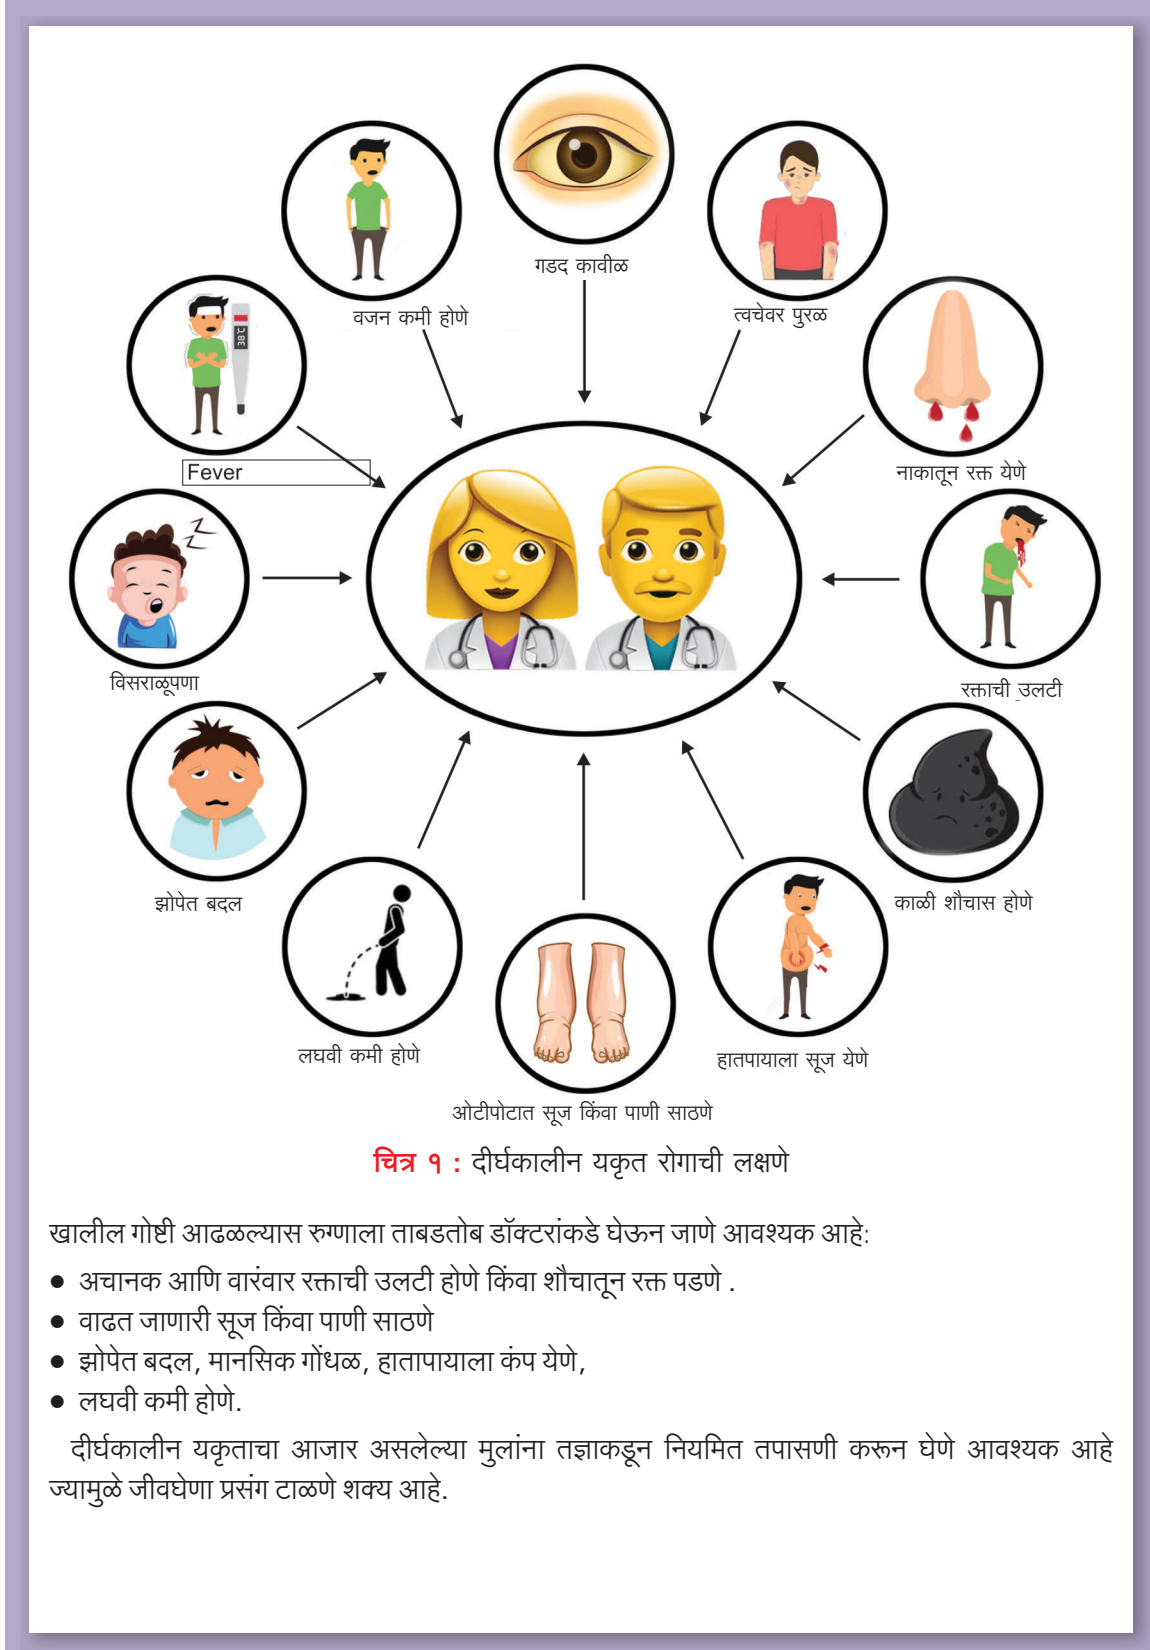 गडद कावीळ
वजन कमी होणे
त्वचेवर पुरळ
38°C
Fever
नाकातून रक्त येणे
विसराळूपणा
रक्ताची उलटी
झोपेत बदल
काळी शौचास होणे
लघवी कमी होणे
हातपायाला सूज येणे
ओटीपोटात सूज किंवा पाणी साठणे
चित्र १ : दीर्घकालीन यकृत रोगाची लक्षणे
खालील गोष्टी आढळल्यास रुग्णाला ताबडतोब डॉक्टरांकडे घेऊन जाणे आवश्यक आहे:
● अचानक आणि वारंवार रक्ताची उलटी होणे किंवा शौचातून रक्त पडणे .
● वाढत जाणारी सूज किंवा पाणी साठणे
● झोपेत बदल, मानसिक गोंधळ, हातापायाला कंप येणे,
● लघवी कमी होणे.
दीर्घकालीन यकृताचा आजार असलेल्या मुलांना तज्ञाकडून नियमित तपासणी करून घेणे आवश्यक आहे
ज्यामुळे जीवघेणा प्रसंग टाळणे शक्य आहे.